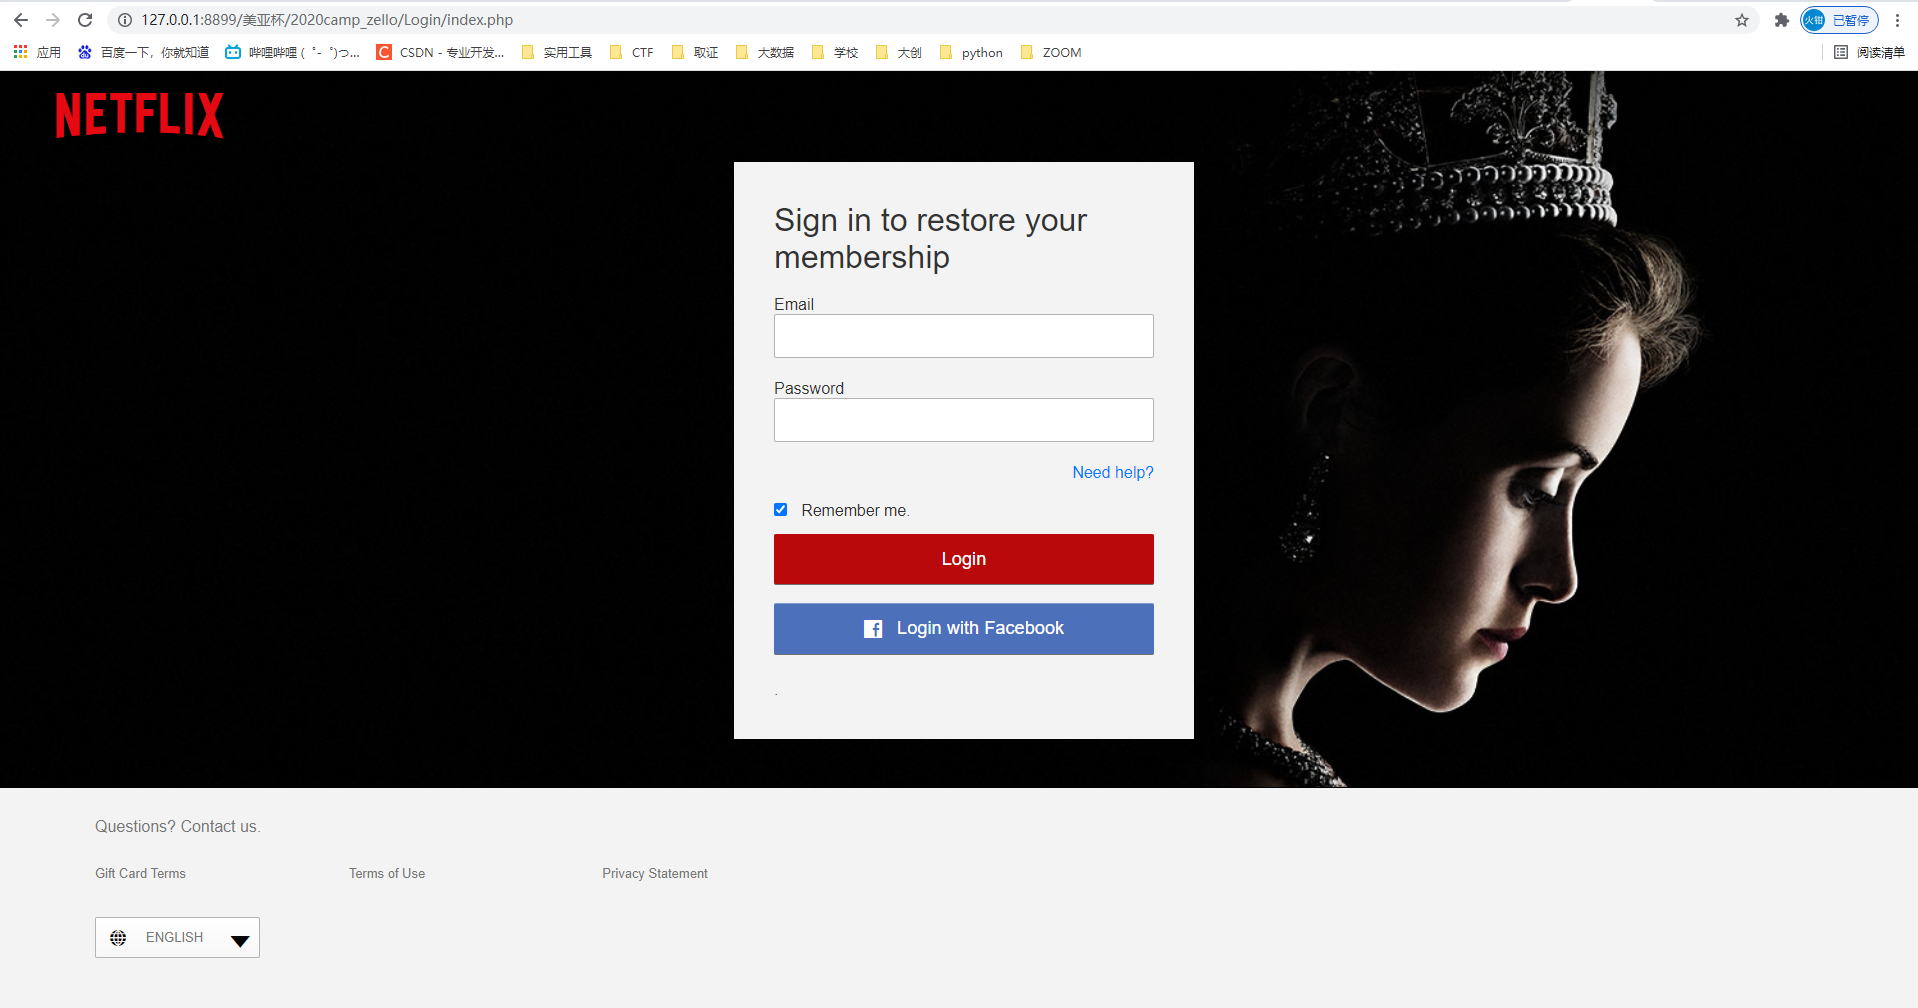 127.0.0.1:8899/美亚杯/2020camp_zello/Login/index.php
火钳 已暂停
应用 百度一下，你就知道 哔哩哔哩 (゜-゜)つ... CSDN - 专业开发... 实用工具 CTF 取证 大数据 学校 大创 python ZOOM 阅读清单
NETFLIX
Sign in to restore your
membership
Email
Password
Need help?
Remember me.
Login
Login with Facebook
.
Questions? Contact us.
Gift Card Terms Terms of Use Privacy Statement
ENGLISH